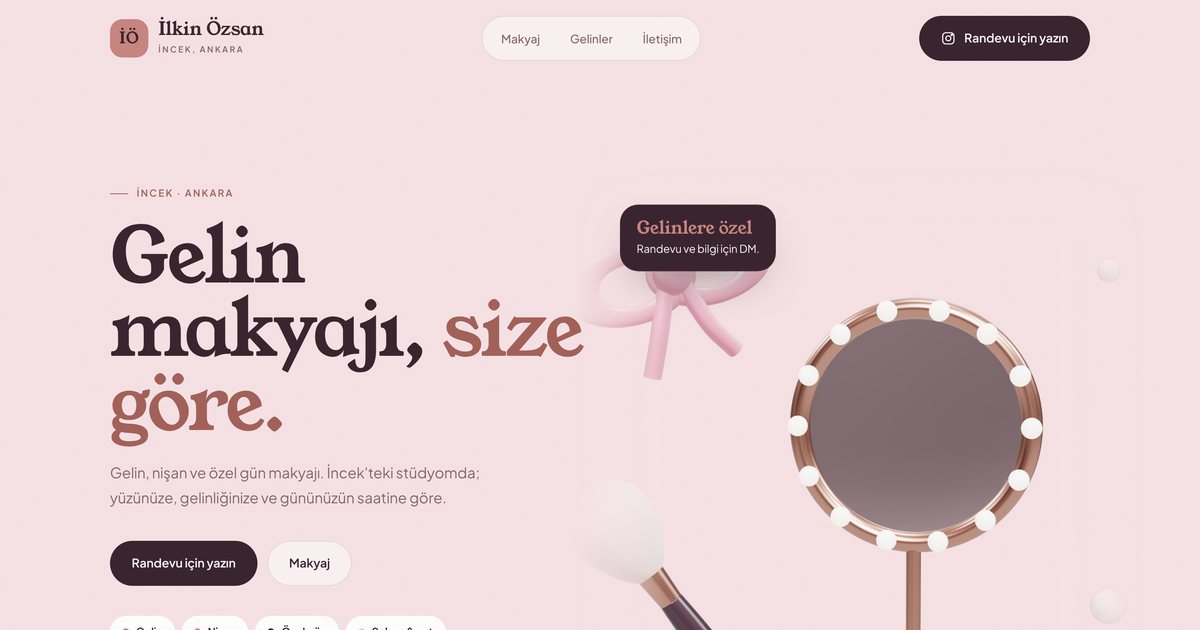 İÖ
İlkin Özsan
İNCEK, ANKARA
Makyaj
Gelinler
İletişim
Randevu için yazın
İNCEK · ANKARA
Gelin
makyajı, size
göre.
Gelin, nişan ve özel gün makyajı. İncek'teki stüdyomda;
yüzünüze, gelinliğinize ve gününüzün saatine göre.
Randevu için yazın
Makyaj
Gelinlere özel
Randevu ve bilgi için DM.